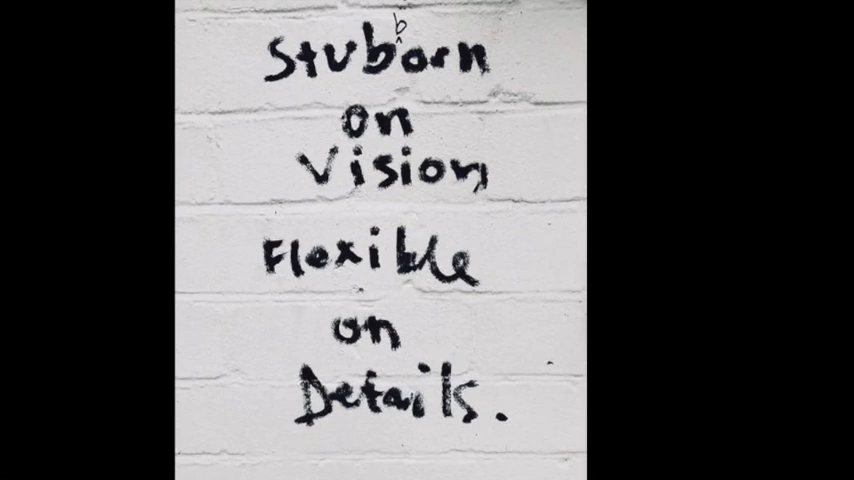 Stubborn
on
Vision,
Flexible
on
Details.